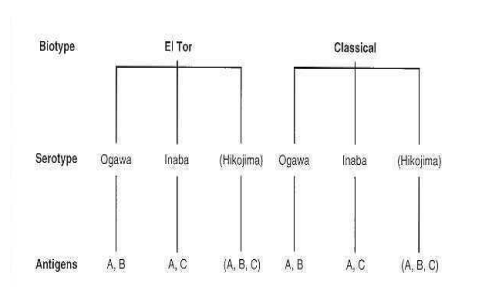 Biotype El Tor Classical
Serotype Ogawa Inaba (Hikojima) Ogawa Inaba (Hikojima)
Antigens A, B A, C (A, B, C) A, B A, C (A, B, C)